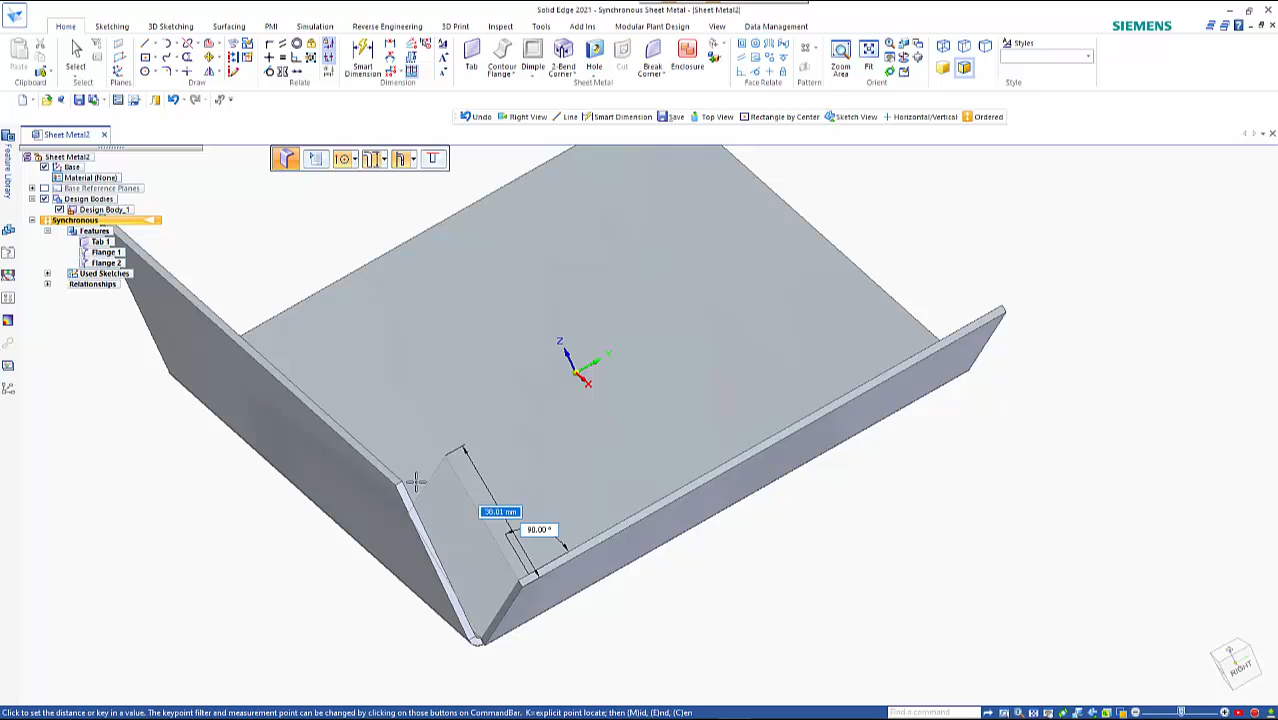 Solid Edge 2021 - Synchronous Sheet Metal - [Sheet Metal2]
Home Sketching 3D Sketching Surfacing PMI Simulation Reverse Engineering 3D Print Inspect Tools Add Ins Modular Plant Design View Data Management
SIEMENS
Paste
Select
Smart Dimension
Tab
Contour Flange
Dimple
2-Bend Corner
Hole
Cut
Break Corner
Enclosure
Zoom Area
Fit
Styles
Clipboard Select Planes Draw Relate Dimension Sheet Metal Face Relate Pattern Orient Style
Undo Right View Line Smart Dimension Save Top View Rectangle by Center Sketch View Horizontal/Vertical Ordered
Sheet Metal2
Feature Library
Sheet Metal2
Base
Material (None)
Base Reference Planes
Design Bodies
Design Body_1
Synchronous
Features
Tab 1
Flange 1
Flange 2
Used Sketches
Relationships
Z
Y
X
90.00 °
RIGHT
Click to set the distance or key in a value. The keypoint filter and measurement point can be changed by clicking on those buttons on CommandBar. K=explicit point locate; then (M)id, (E)nd, (C)en
Find a command